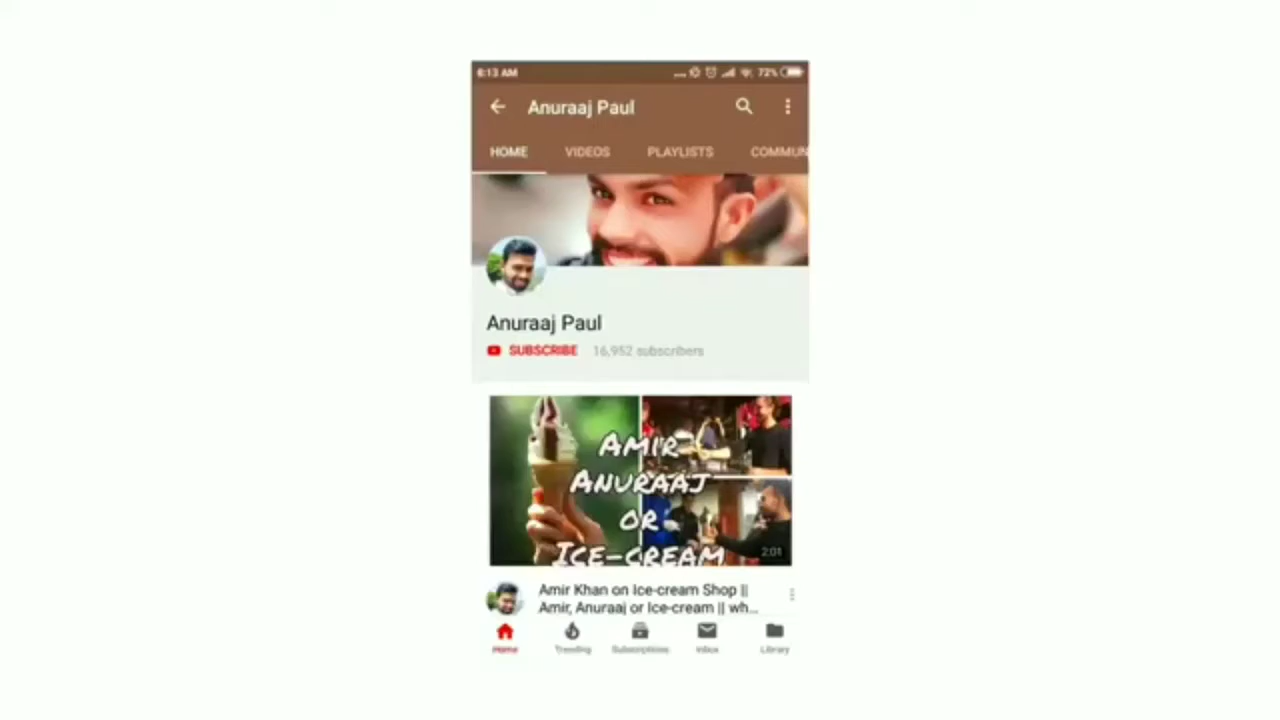 6:13 AM 72%
Anuraaj Paul
HOME VIDEOS PLAYLISTS COMMUN
Anuraaj Paul
SUBSCRIBE 16,952 subscribers
AMIR
ANURAAJ
OR
ICE-CREAM
2:01
Amir Khan on Ice-cream Shop ||
Amir, Anuraaj or Ice-cream || wh...
Home Trending Subscriptions Inbox Library